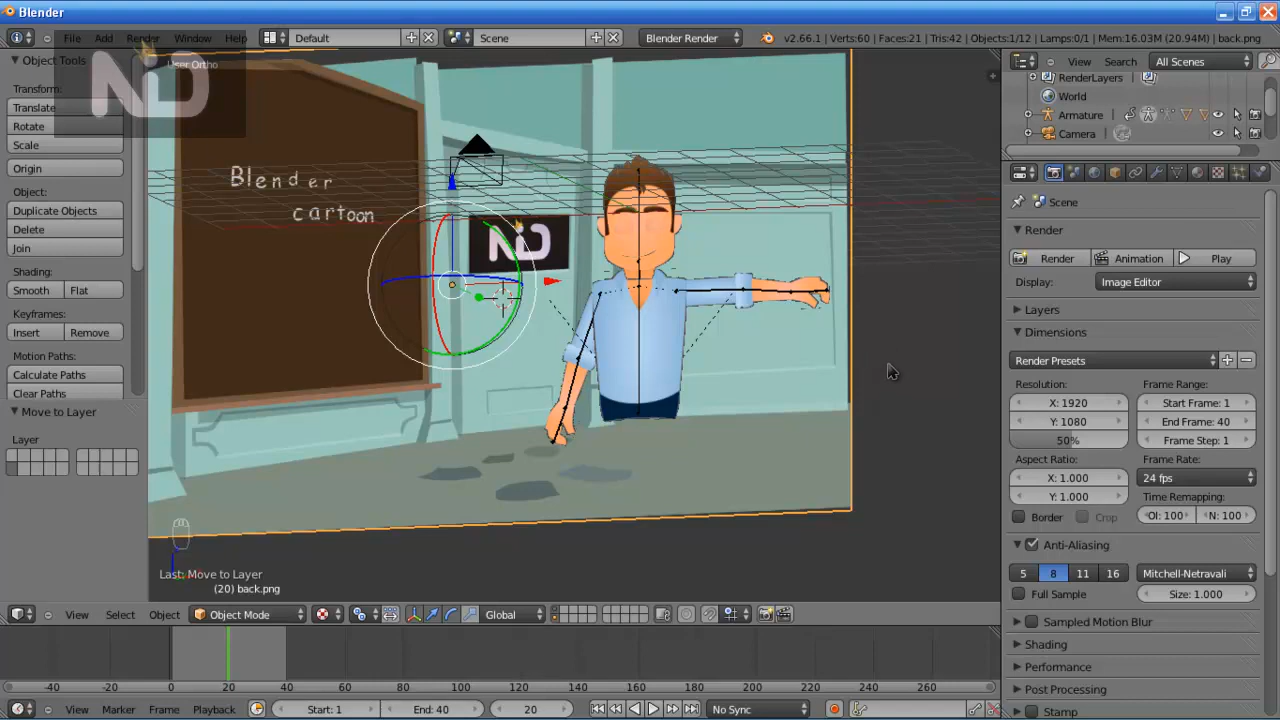 Blender
File Add Render Window Help Default Scene Blender Render v2.66.1 | Verts:60 | Faces:21 | Tris:42 | Objects:1/12 | Lamps:0/1 | Mem:16.03M (20.94M) | back.png
Object Tools
Transform:
Translate
Rotate
Scale
Origin
Object:
Duplicate Objects
Delete
Join
Shading:
Smooth Flat
Keyframes:
Insert Remove
Motion Paths:
Calculate Paths
Clear Paths
Move to Layer
Layer
User Ortho
ND
Blender
cartoon
ND
Last: Move to Layer
(20) back.png
View Select Object Object Mode Global
-40 -20 0 20 40 60 80 100 120 140 160 180 200 220 240 260
View Marker Frame Playback Start: 1 End: 40 20 No Sync
View Search All Scenes
RenderLayers
World
Armature
Camera
Scene
Render
Render Animation Play
Display: Image Editor
Layers
Dimensions
Render Presets
Resolution: Frame Range:
X: 1920 Start Frame: 1
Y: 1080 End Frame: 40
50% Frame Step: 1
Aspect Ratio: Frame Rate:
X: 1.000 24 fps
Y: 1.000 Time Remapping:
Border Crop Ol: 100 N: 100
Anti-Aliasing
5 8 11 16 Mitchell-Netravali
Full Sample Size: 1.000
Sampled Motion Blur
Shading
Performance
Post Processing
Stamp